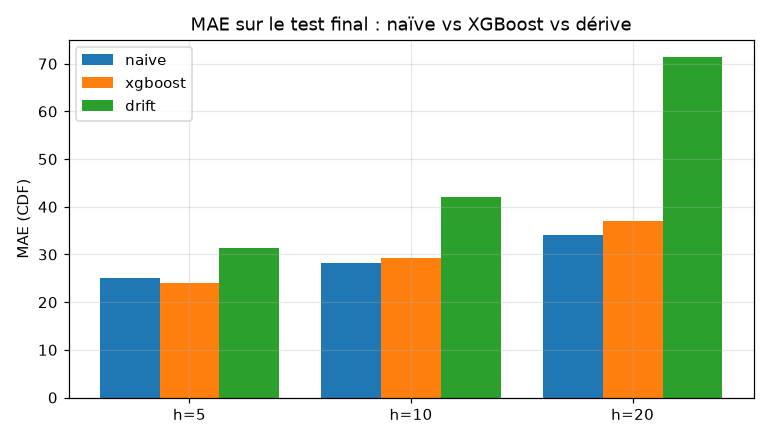 MAE sur le test final : naïve vs XGBoost vs dérive
naive
xgboost
drift
MAE (CDF)
70
60
50
40
30
20
10
0
h=5
h=10
h=20